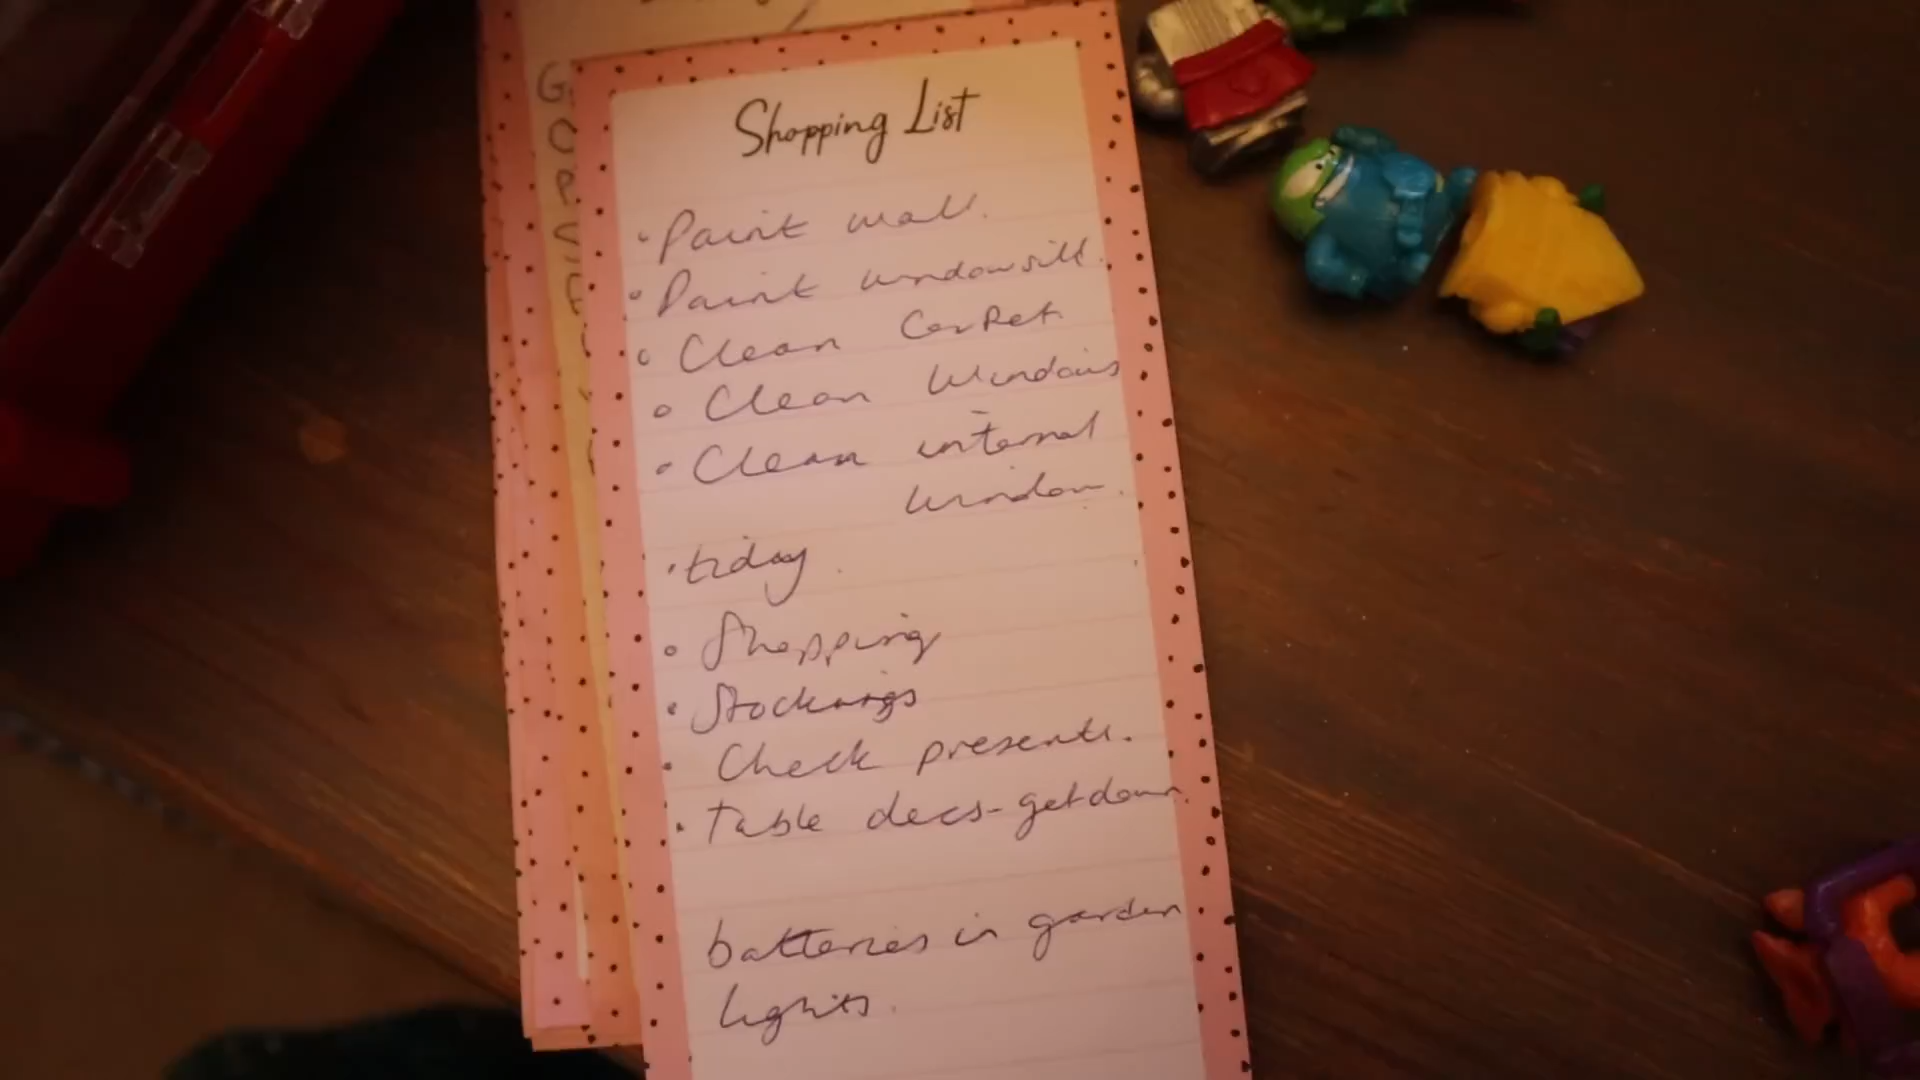 Shopping List
• Paint wall.
• Paint windowsill.
• Clean Carpet.
• Clean Windows
• Clean internal
window.
• tiday.
• Shopping
• Stockings
• Check presents.
• Table decs - get down.
batteries in garden
lights.